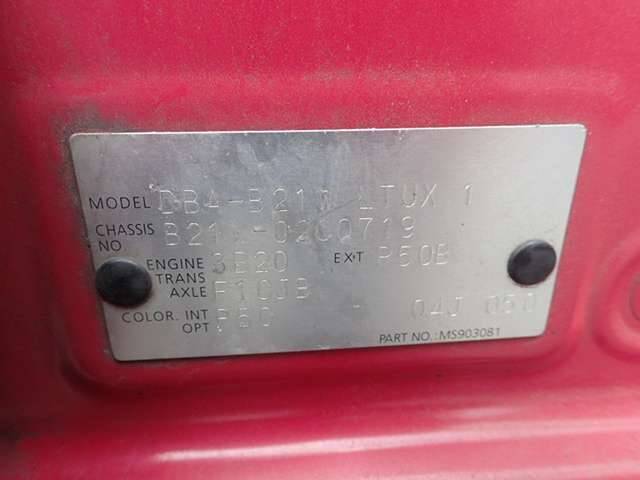 MODEL DBA-B21W LTUX 1
CHASSIS NO B21W-0200719
ENGINE 3B20 EXT P50B
TRANS AXLE F1CJB
COLOR. INT OPT - 04J 050
PART NO.:MS903081